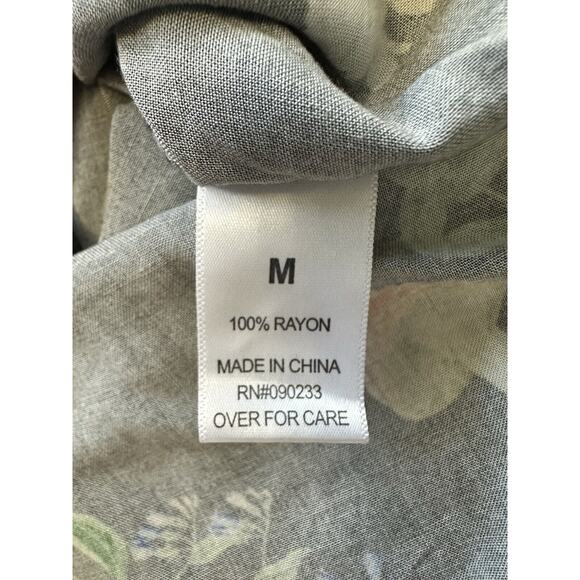 M
100% RAYON
MADE IN CHINA
RN#090233
OVER FOR CARE